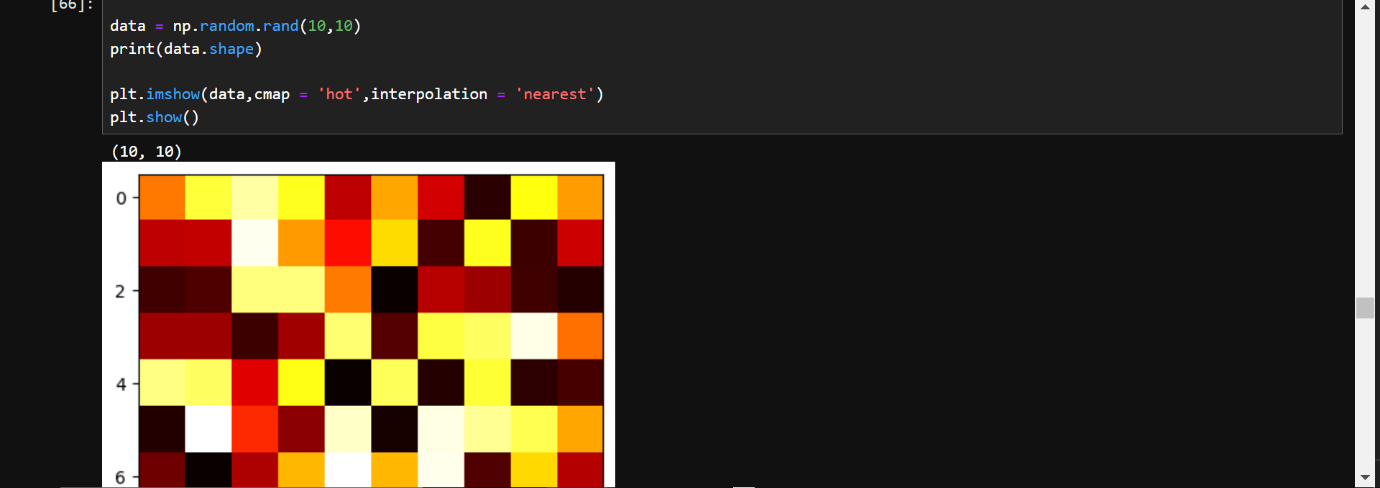 [66]:
data = np.random.rand(10,10)
print(data.shape)
plt.imshow(data,cmap = 'hot',interpolation = 'nearest')
plt.show()
(10, 10)
0
2
4
6